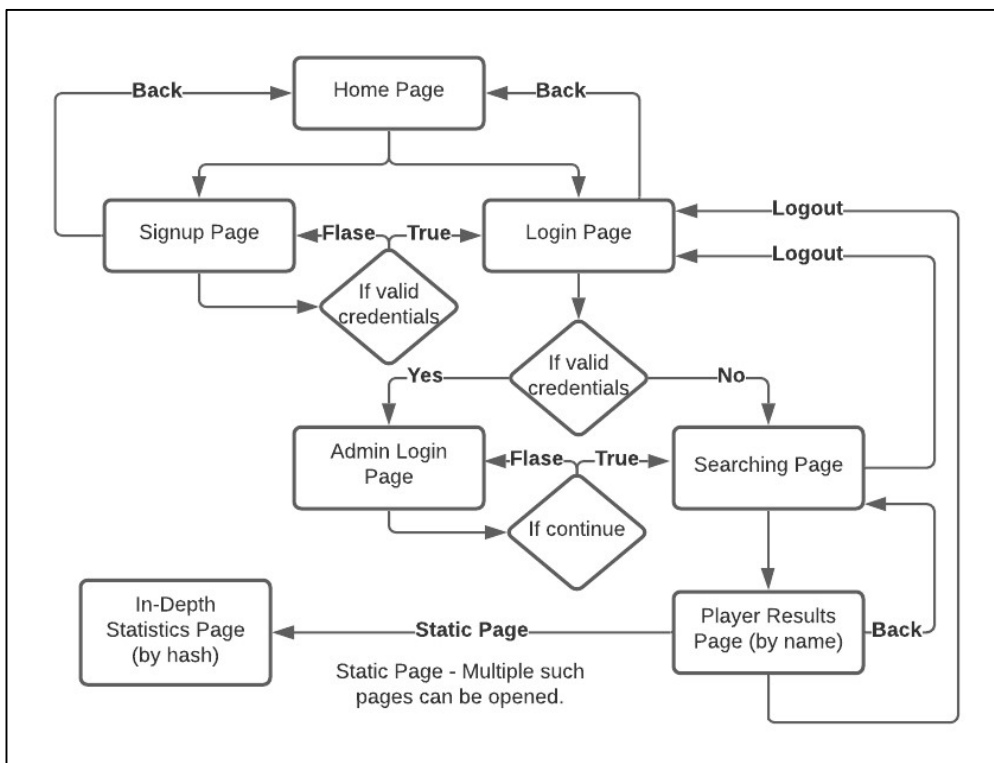 Back
Home Page
Back
Signup Page
Flase
True
Login Page
Logout
Logout
If valid
credentials
If valid
credentials
Yes
No
Admin Login
Page
Flase
True
Searching Page
If continue
In-Depth
Statistics Page
(by hash)
Static Page
Player Results
Page (by name)
Back
Static Page - Multiple such
pages can be opened.